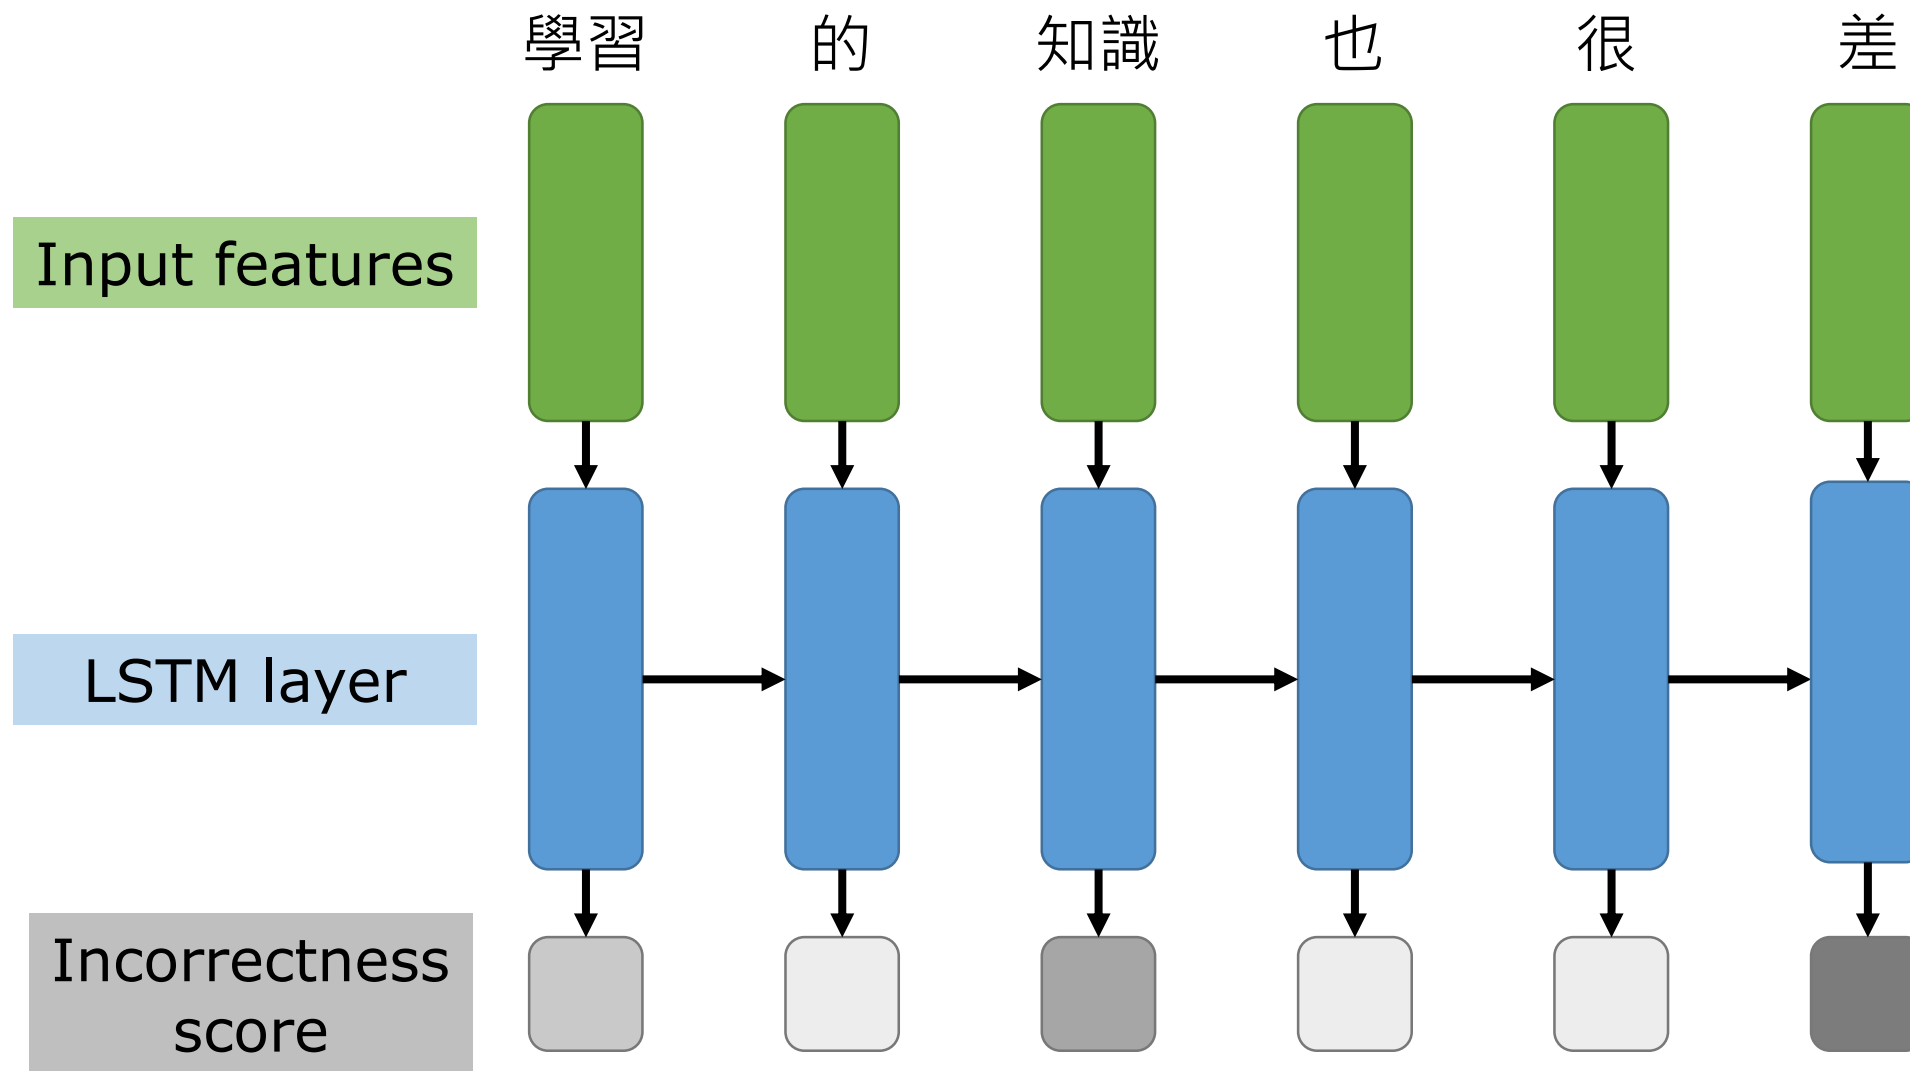 學習 的 知識 也 很 差
Input features
LSTM layer
Incorrectness
score